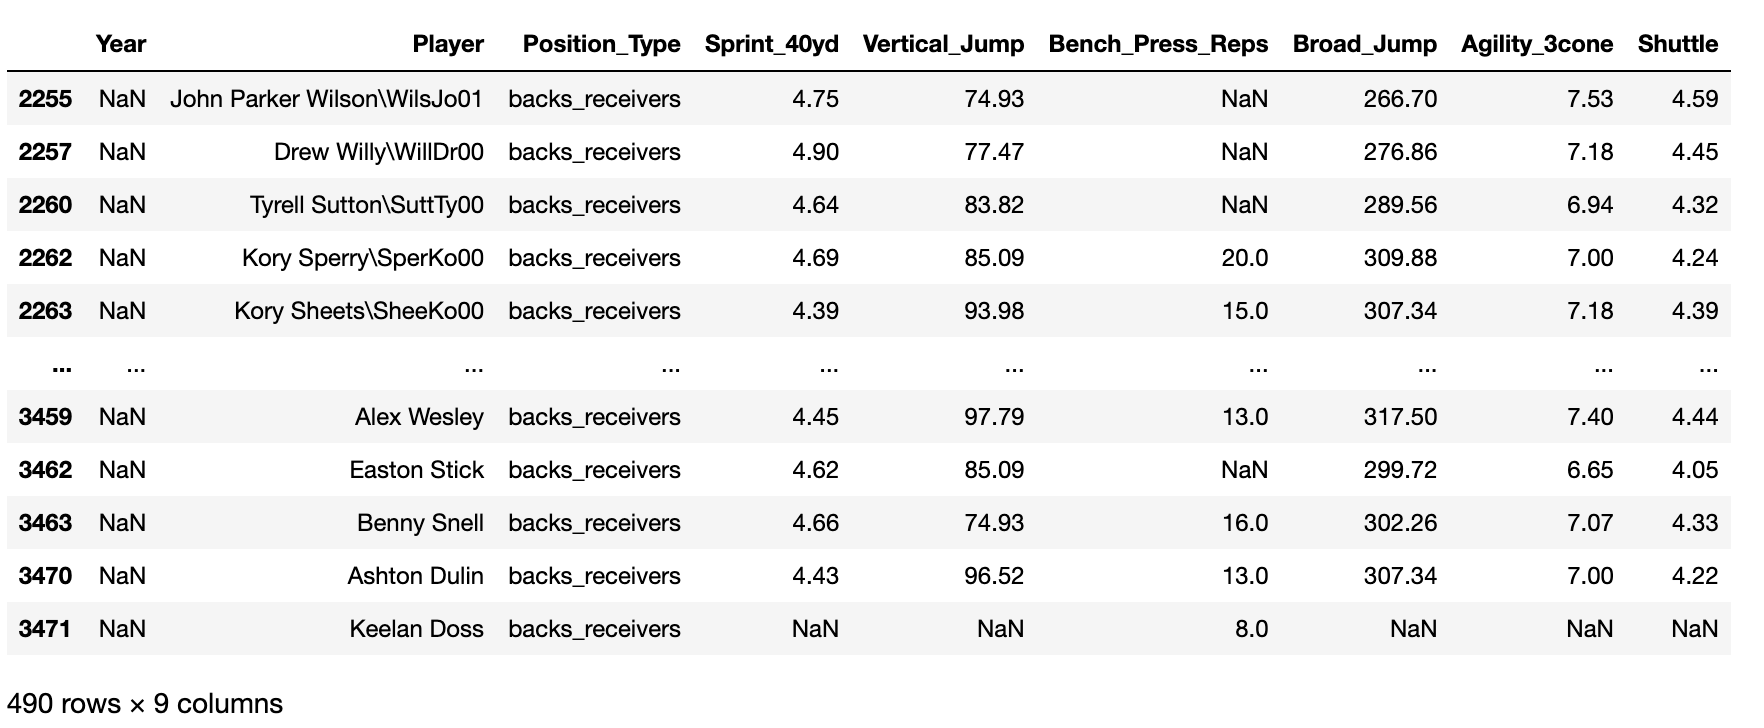 Year Player Position_Type Sprint_40yd Vertical_Jump Bench_Press_Reps Broad_Jump Agility_3cone Shuttle
2255 NaN John Parker Wilson\WilsJo01 backs_receivers 4.75 74.93 NaN 266.70 7.53 4.59
2257 NaN Drew Willy\WillDr00 backs_receivers 4.90 77.47 NaN 276.86 7.18 4.45
2260 NaN Tyrell Sutton\SuttTy00 backs_receivers 4.64 83.82 NaN 289.56 6.94 4.32
2262 NaN Kory Sperry\SperKo00 backs_receivers 4.69 85.09 20.0 309.88 7.00 4.24
2263 NaN Kory Sheets\SheeKo00 backs_receivers 4.39 93.98 15.0 307.34 7.18 4.39
... ... ... ... ... ... ... ... ... ...
3459 NaN Alex Wesley backs_receivers 4.45 97.79 13.0 317.50 7.40 4.44
3462 NaN Easton Stick backs_receivers 4.62 85.09 NaN 299.72 6.65 4.05
3463 NaN Benny Snell backs_receivers 4.66 74.93 16.0 302.26 7.07 4.33
3470 NaN Ashton Dulin backs_receivers 4.43 96.52 13.0 307.34 7.00 4.22
3471 NaN Keelan Doss backs_receivers NaN NaN 8.0 NaN NaN NaN
490 rows × 9 columns